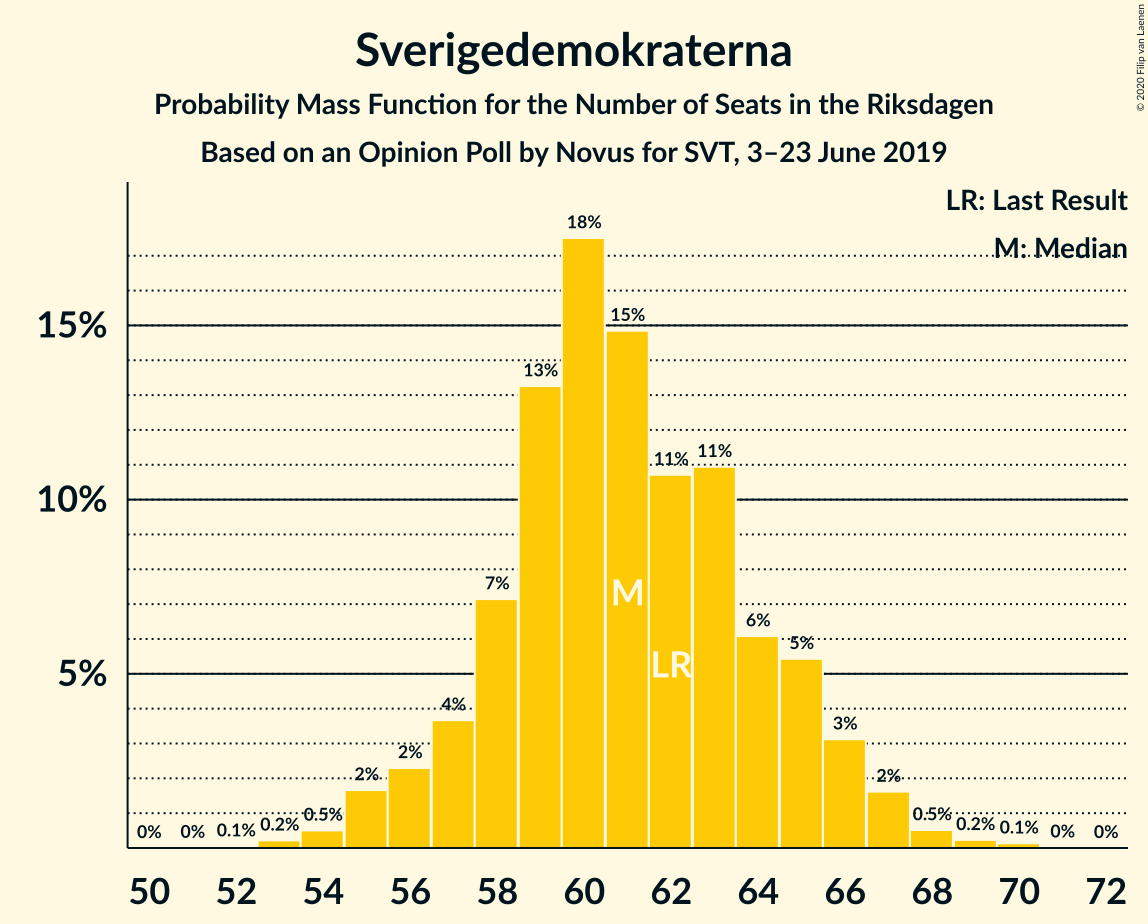 Sverigedemokraterna
Probability Mass Function for the Number of Seats in the Riksdagen
Based on an Opinion Poll by Novus for SVT, 3–23 June 2019
© 2020 Filip van Laenen
LR: Last Result
M: Median
15%
10%
5%
0%
0%
0.1%
0.2%
0.5%
2%
2%
4%
7%
13%
18%
15%
11%
11%
6%
5%
3%
2%
0.5%
0.2%
0.1%
0%
0%
M
LR
50 52 54 56 58 60 62 64 66 68 70 72